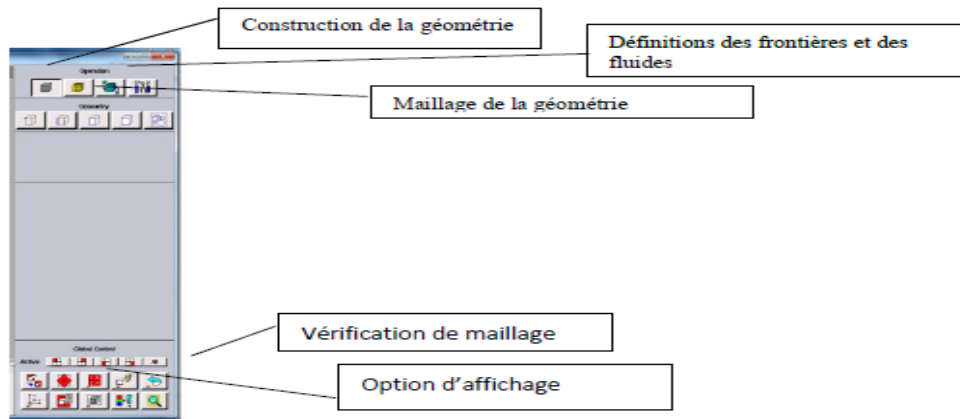 Construction de la géométrie
Définitions des frontières et des
fluides
Operation
Maillage de la géométrie
Geometry
Vérification de maillage
Global Control
Active
Option d’affichage